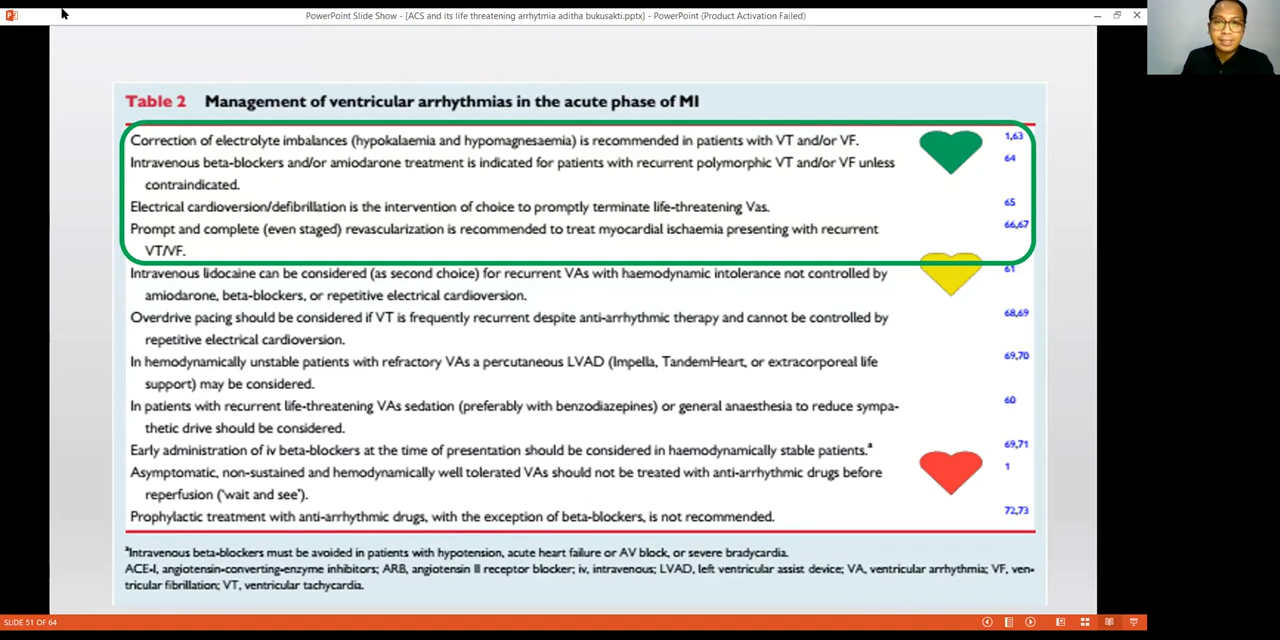 PowerPoint Slide Show - [ACS and its life threatening arrhytmia aditha bukusakti.pptx] - PowerPoint (Product Activation Failed)
Table 2 Management of ventricular arrhythmias in the acute phase of MI
Correction of electrolyte imbalances (hypokalaemia and hypomagnesaemia) is recommended in patients with VT and/or VF. 1,63
Intravenous beta-blockers and/or amiodarone treatment is indicated for patients with recurrent polymorphic VT and/or VF unless 64
contraindicated.
Electrical cardioversion/defibrillation is the intervention of choice to promptly terminate life-threatening Vas. 65
Prompt and complete (even staged) revascularization is recommended to treat myocardial ischaemia presenting with recurrent 66,67
VT/VF.
Intravenous lidocaine can be considered (as second choice) for recurrent VAs with haemodynamic intolerance not controlled by 61
amiodarone, beta-blockers, or repetitive electrical cardioversion.
Overdrive pacing should be considered if VT is frequently recurrent despite anti-arrhythmic therapy and cannot be controlled by 68,69
repetitive electrical cardioversion.
In hemodynamically unstable patients with refractory VAs a percutaneous LVAD (Impella, TandemHeart, or extracorporeal life 69,70
support) may be considered.
In patients with recurrent life-threatening VAs sedation (preferably with benzodiazepines) or general anaesthesia to reduce sympa- 60
thetic drive should be considered.
Early administration of iv beta-blockers at the time of presentation should be considered in haemodynamically stable patients.a 69,71
Asymptomatic, non-sustained and hemodynamically well tolerated VAs should not be treated with anti-arrhythmic drugs before 1
reperfusion ('wait and see').
Prophylactic treatment with anti-arrhythmic drugs, with the exception of beta-blockers, is not recommended. 72,73
aIntravenous beta-blockers must be avoided in patients with hypotension, acute heart failure or AV block, or severe bradycardia.
ACE-I, angiotensin-converting-enzyme inhibitors; ARB, angiotensin II receptor blocker; iv, intravenous; LVAD, left ventricular assist device; VA, ventricular arrhythmia; VF, ven-
tricular fibrillation; VT, ventricular tachycardia.
SLIDE 51 OF 64